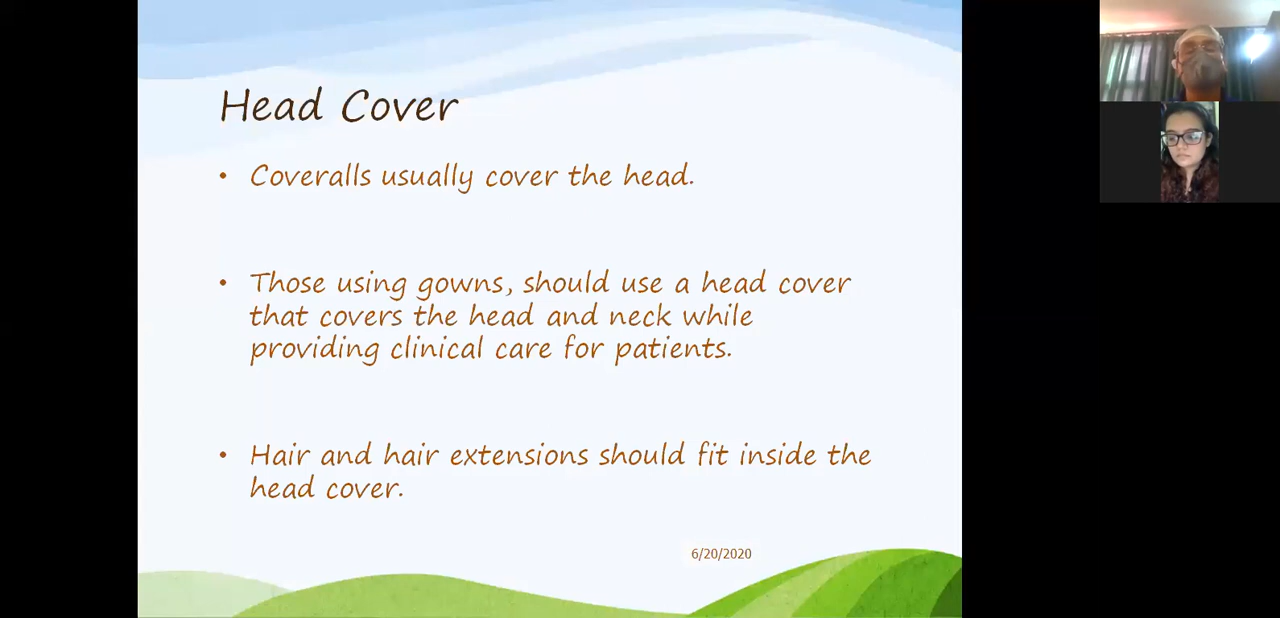 Head Cover
• Coveralls usually cover the head.
• Those using gowns, should use a head cover
that covers the head and neck while
providing clinical care for patients.
• Hair and hair extensions should fit inside the
head cover.
6/20/2020